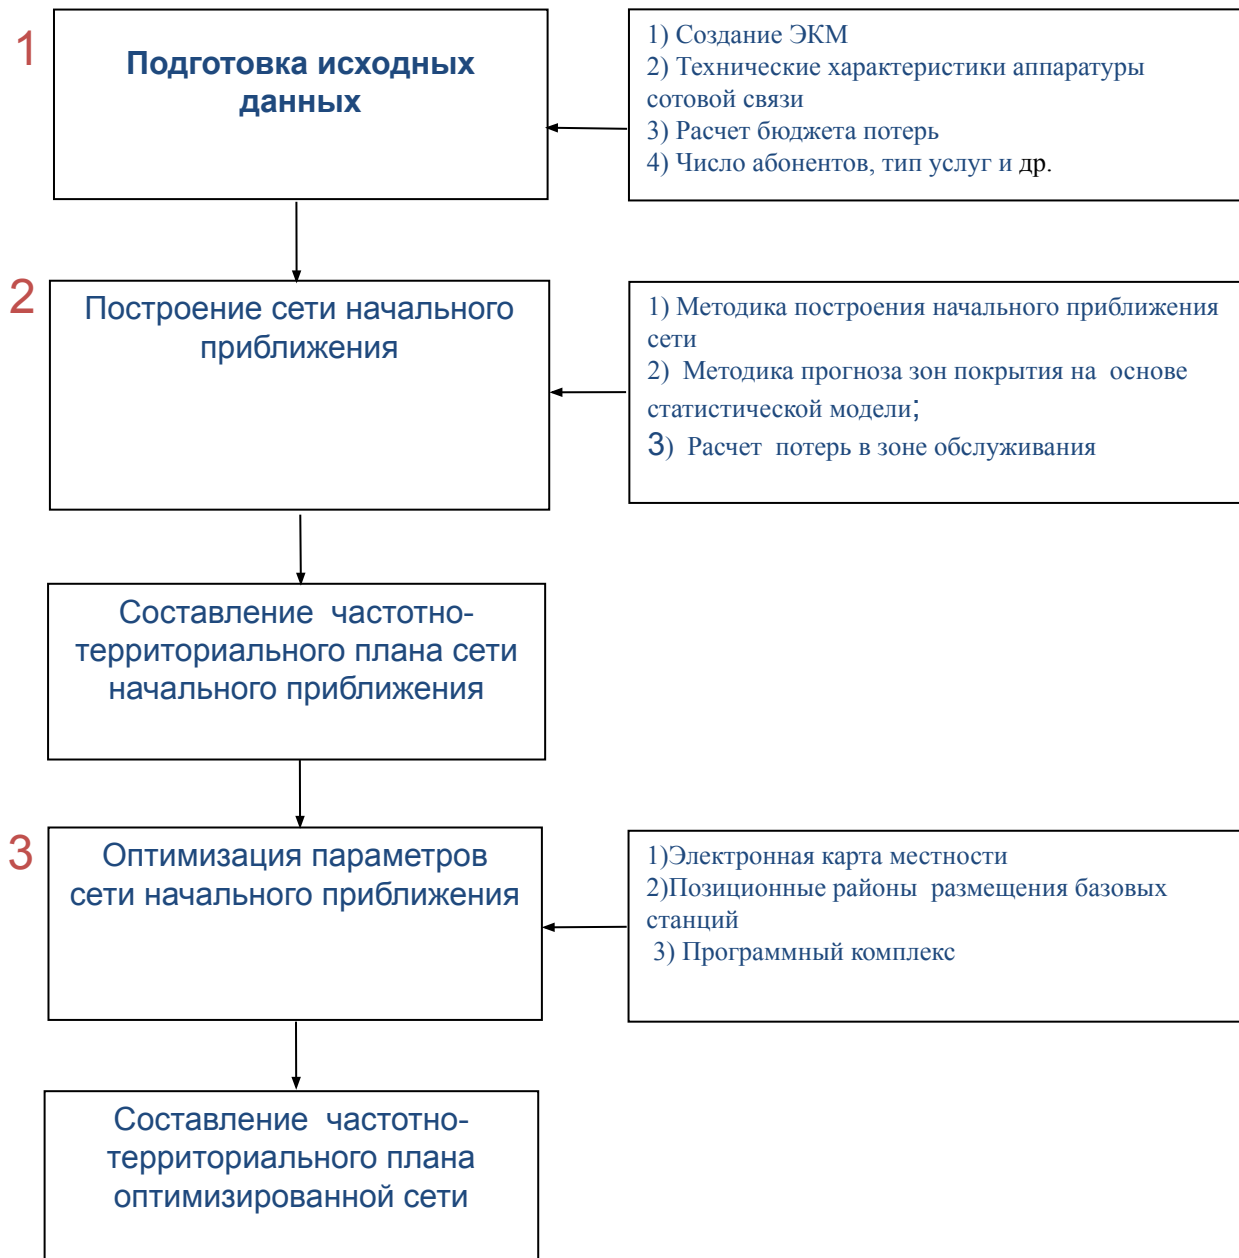 1
Подготовка исходных
данных
1) Создание ЭКМ
2) Технические характеристики аппаратуры
сотовой связи
3) Расчет бюджета потерь
4) Число абонентов, тип услуг и др.
2
Построение сети начального
приближения
1) Методика построения начального приближения
сети
2) Методика прогноза зон покрытия на основе
статистической модели;
3) Расчет потерь в зоне обслуживания
Составление частотно-
территориального плана сети
начального приближения
3
Оптимизация параметров
сети начального приближения
1)Электронная карта местности
2)Позиционные районы размещения базовых
станций
3) Программный комплекс
Составление частотно-
территориального плана
оптимизированной сети